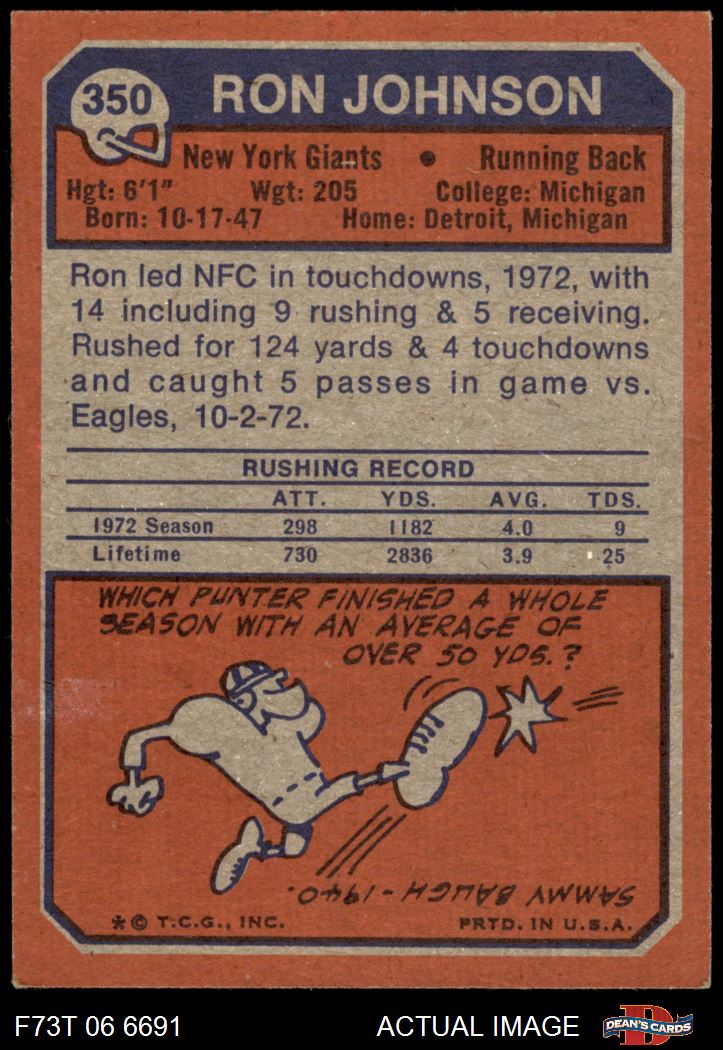 350
RON JOHNSON
New York Giants • Running Back
Hgt: 6'1" Wgt: 205 College: Michigan
Born: 10-17-47 Home: Detroit, Michigan
Ron led NFC in touchdowns, 1972, with
14 including 9 rushing & 5 receiving.
Rushed for 124 yards & 4 touchdowns
and caught 5 passes in game vs.
Eagles, 10-2-72.
RUSHING RECORD
ATT. YDS. AVG. TDS.
1972 Season 298 1182 4.0 9
Lifetime 730 2836 3.9 25
WHICH PUNTER FINISHED A WHOLE
SEASON WITH AN AVERAGE OF
OVER 50 YDS.?
SAMMY BAUGH - 1940.
* © T.C.G., INC. PRTD. IN U.S.A.
F73T 06 6691 ACTUAL IMAGE
D
DEAN'S CARDS